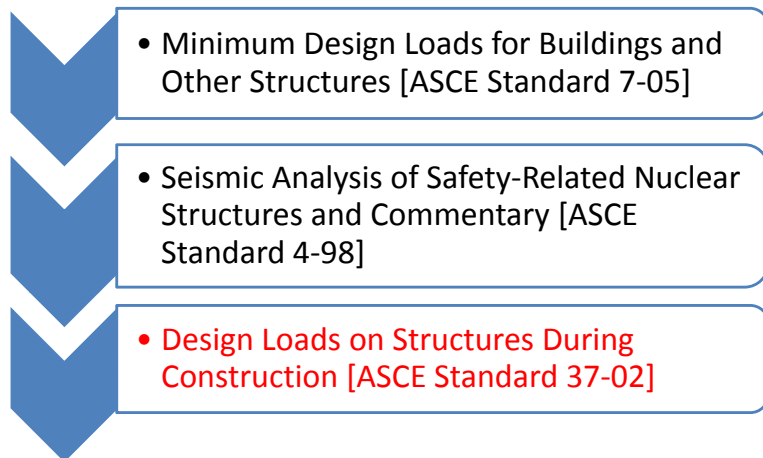 • Minimum Design Loads for Buildings and
Other Structures [ASCE Standard 7-05]
• Seismic Analysis of Safety-Related Nuclear
Structures and Commentary [ASCE
Standard 4-98]
• Design Loads on Structures During
Construction [ASCE Standard 37-02]